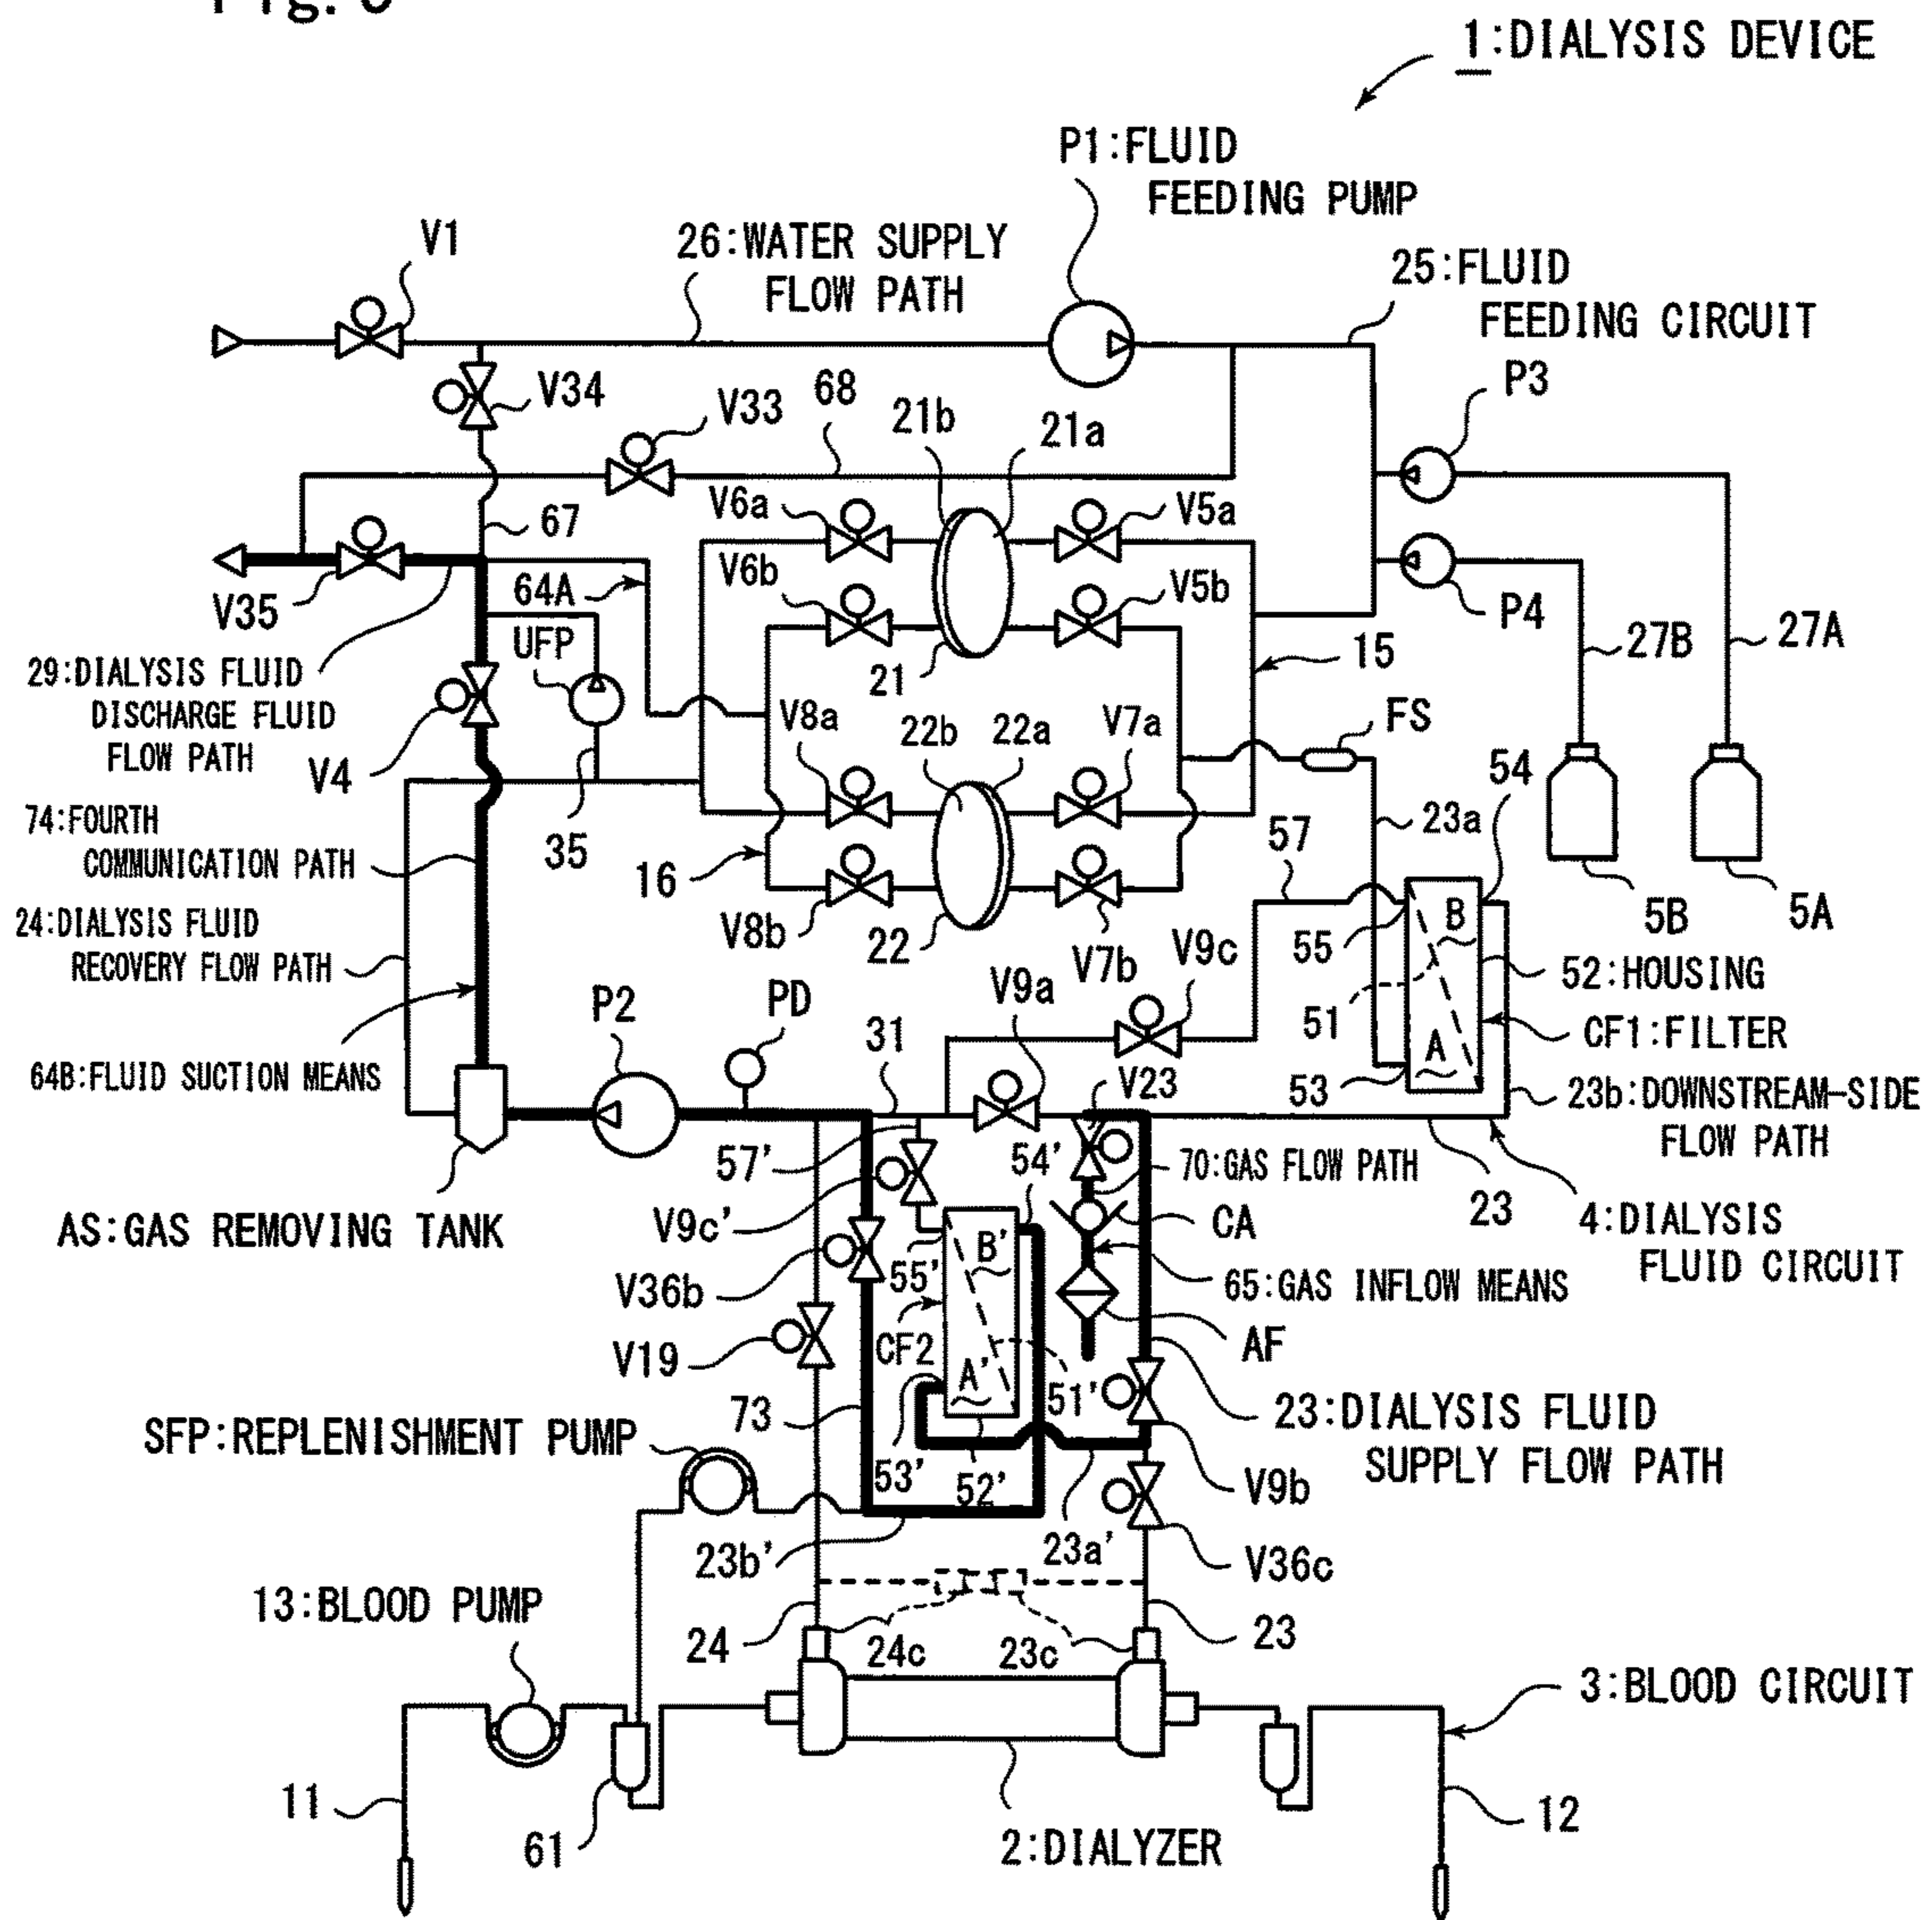 1:DIALYSIS DEVICE
P1:FLUID
FEEDING PUMP
V1
26:WATER SUPPLY
FLOW PATH
25:FLUID
FEEDING CIRCUIT
P3
V34
V33
68
21b
21a
V6a
V5a
67
V6b
V5b
64A
V35
P4
27B
27A
UFP
15
29:DIALYSIS FLUID
DISCHARGE FLUID
FLOW PATH
21
V8a
22b
22a
V7a
FS
V4
54
74:FOURTH
COMMUNICATION PATH
35
16
57
23a
24:DIALYSIS FLUID
RECOVERY FLOW PATH
V8b
22
V7b
V9c
55
B
5B
5A
52:HOUSING
P2
PD
V9a
51
CF1:FILTER
31
A
64B:FLUID SUCTION MEANS
V23
53
23b:DOWNSTREAM-SIDE
FLOW PATH
57'
54'
70:GAS FLOW PATH
23
AS:GAS REMOVING TANK
V9c'
CA
4:DIALYSIS
FLUID CIRCUIT
B'
55'
V36b
65:GAS INFLOW MEANS
CF2
AF
V19
A'
51'
73
23:DIALYSIS FLUID
SUPPLY FLOW PATH
SFP:REPLENISHMENT PUMP
53'
52'
V9b
23b'
23a'
V36c
13:BLOOD PUMP
24
24c
23c
23
3:BLOOD CIRCUIT
11
61
2:DIALYZER
12